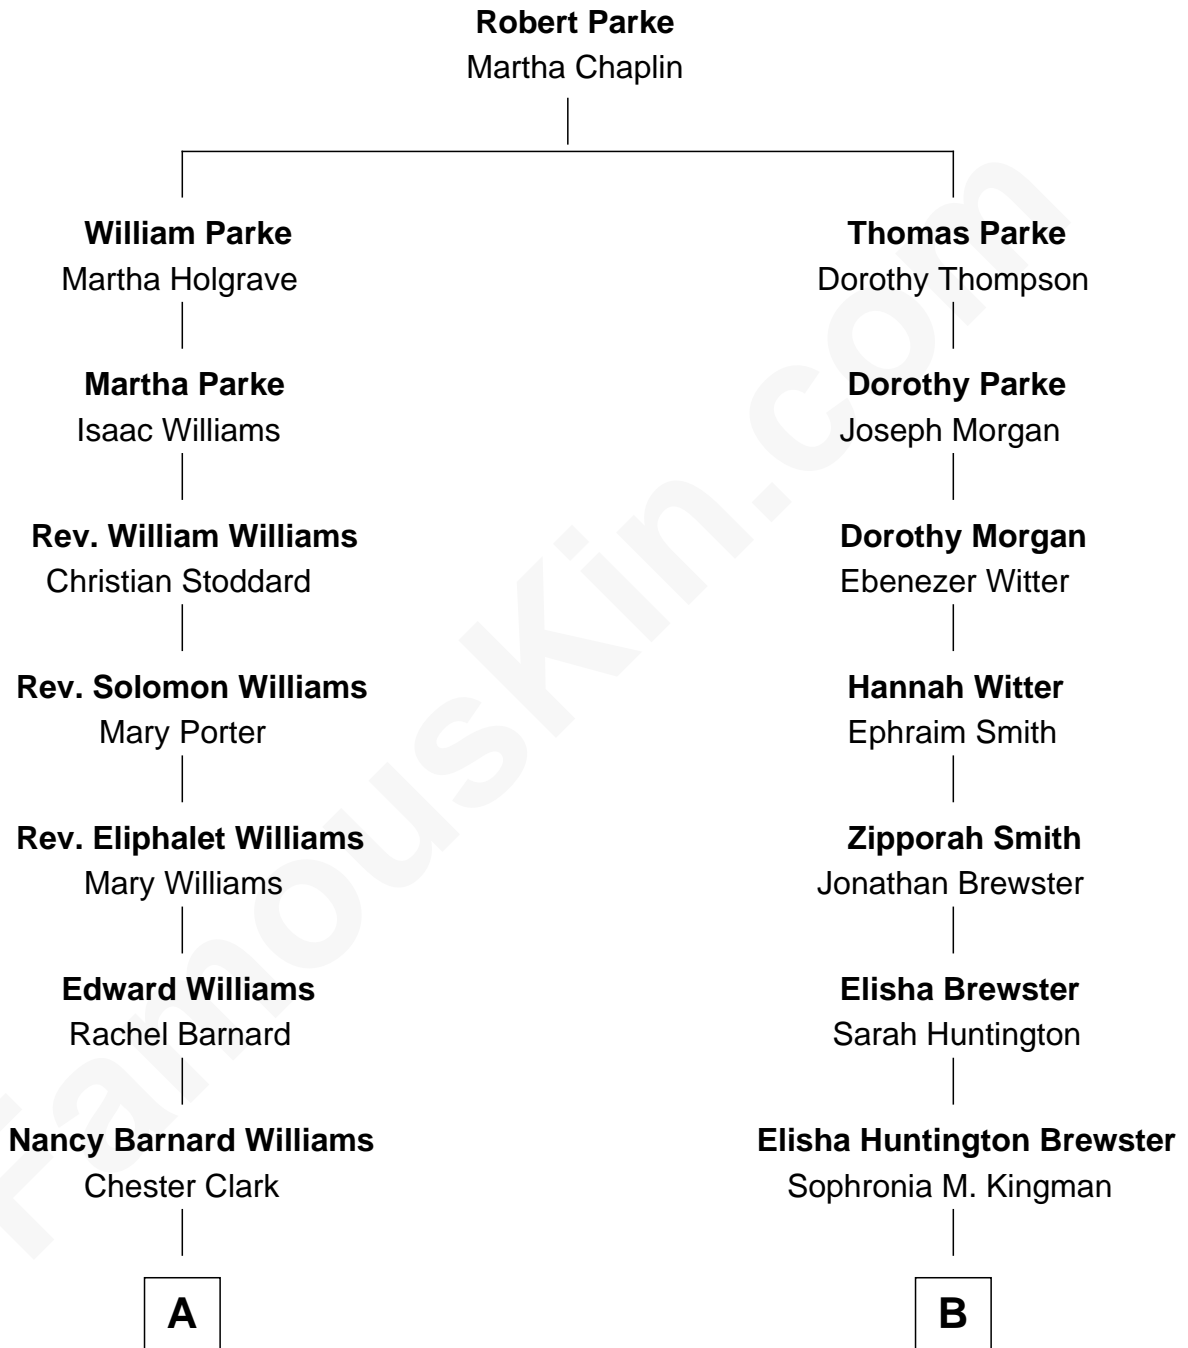 Robert Parke
Martha Chaplin
William Parke
Martha Holgrave
Thomas Parke
Dorothy Thompson
Martha Parke
Isaac Williams
Dorothy Parke
Joseph Morgan
Rev. William Williams
Christian Stoddard
Dorothy Morgan
Ebenezer Witter
Rev. Solomon Williams
Mary Porter
Hannah Witter
Ephraim Smith
Rev. Eliphalet Williams
Mary Williams
Zipporah Smith
Jonathan Brewster
Edward Williams
Rachel Barnard
Elisha Brewster
Sarah Huntington
Nancy Barnard Williams
Chester Clark
Elisha Huntington Brewster
Sophronia M. Kingman
A
B
FamousKin.com